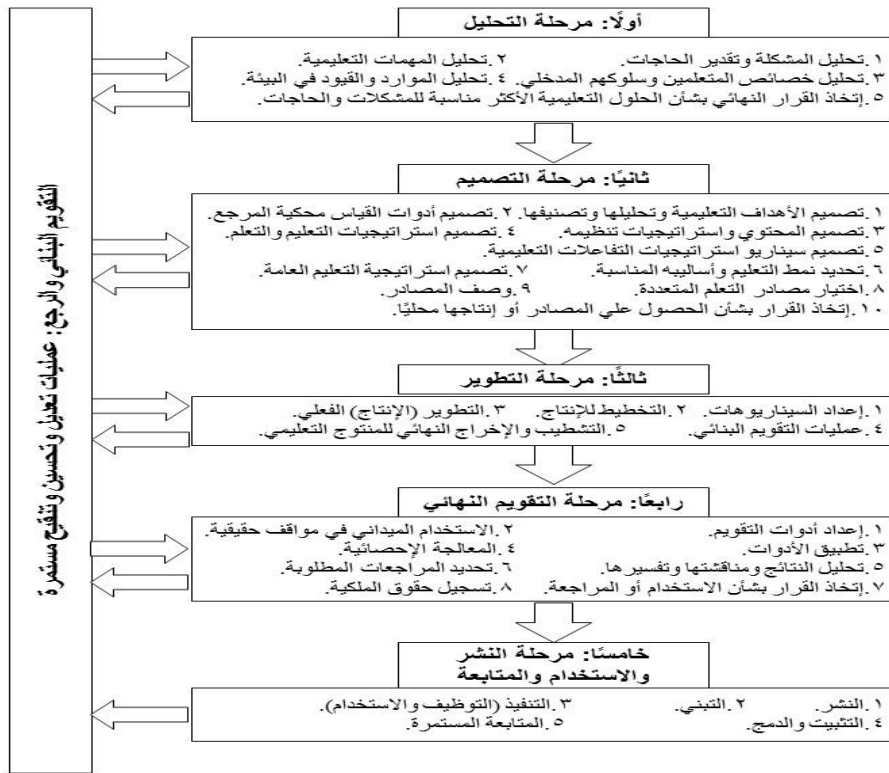 أولًا: مرحلة التحليل
١.تحليل المشكلة وتقدير الحاجات. ٢.تحليل المهمات التعليمية.
٣.تحليل خصائص المتعلمين وسلوكهم المدخلي. ٤.تحليل الموارد والقيود في البيئة.
٥.إتخاذ القرار النهائي بشأن الحلول التعليمية الأكثر مناسبة للمشكلات والحاجات.
ثانيًا: مرحلة التصميم
١.تصميم الأهداف التعليمية وتحليلها وتصنيفها. ٢.تصميم أدوات القياس محكية المرجع.
٣.تصميم المحتوي واستراتيجيات تنظيمه. ٤.تصميم استراتيجيات التعليم والتعلم.
٥.تصميم سيناريو استراتيجيات التفاعلات التعليمية.
٦.تحديد نمط التعليم وأساليبه المناسبة. ٧.تصميم استراتيجية التعليم العامة.
٨.اختيار مصادر التعلم المتعددة. ٩.وصف المصادر.
١٠.إتخاذ القرار بشأن الحصول علي المصادر أو إنتاجها محليًا.
ثالثًا: مرحلة التطوير
١.إعداد السيناريوهات. ٢.التخطيط للإنتاج. ٣.التطوير (الإنتاج) الفعلي.
٤.عمليات التقويم البنائي. ٥.التشطيب والإخراج النهائي للمنتوج التعليمي.
رابعًا: مرحلة التقويم النهائي
١.إعداد أدوات التقويم. ٢.الاستخدام الميداني في مواقف حقيقية.
٣.تطبيق الأدوات. ٤.المعالجة الإحصائية.
٥.تحليل النتائج ومناقشتها وتفسيرها. ٦.تحديد المراجعات المطلوبة.
٧.إتخاذ القرار بشأن الاستخدام أو المراجعة. ٨.تسجيل حقوق الملكية.
خامسًا: مرحلة النشر
والاستخدام والمتابعة
١.النشر. ٢.التبني. ٣.التنفيذ (التوظيف والاستخدام).
٤.التثبيت والدمج. ٥.المتابعة المستمرة.
التقويم البنائي والرجع: عمليات تعديل وتحسين وتنقيح مستمرة